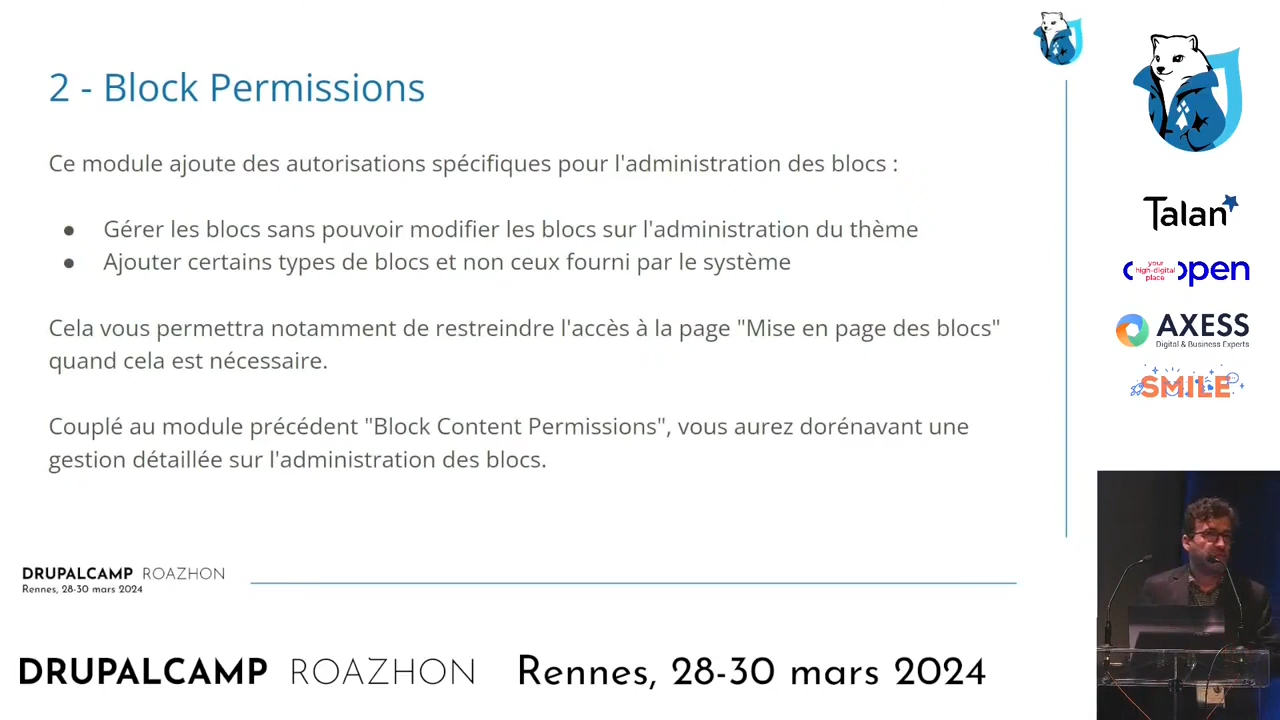 2 - Block Permissions
Ce module ajoute des autorisations spécifiques pour l'administration des blocs :
● Gérer les blocs sans pouvoir modifier les blocs sur l'administration du thème
● Ajouter certains types de blocs et non ceux fourni par le système
Cela vous permettra notamment de restreindre l'accès à la page "Mise en page des blocs"
quand cela est nécessaire.
Couplé au module précédent "Block Content Permissions", vous aurez dorénavant une
gestion détaillée sur l'administration des blocs.
DRUPALCAMP ROAZHON
Rennes, 28-30 mars 2024
DRUPALCAMP ROAZHON Rennes, 28-30 mars 2024
Talan
your
high-digital
place
open
AXESS
Digital & Business Experts
SMILE